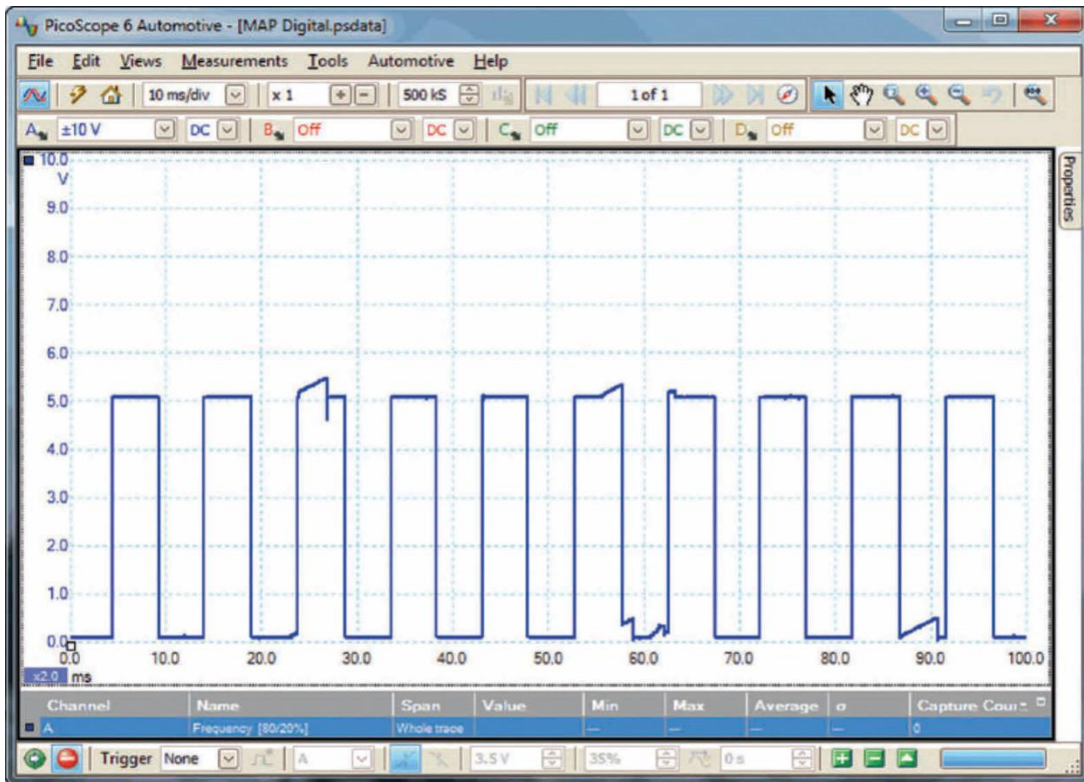 PicoScope 6 Automotive - [MAP Digital.psdata]
File Edit Views Measurements Tools Automotive Help
10 ms/div x 1 500 kS 1 of 1
A ±10 V DC B Off DC C Off DC D Off DC
Properties
10.0
V
9.0
8.0
7.0
6.0
5.0
4.0
3.0
2.0
1.0
0.0
0.0 10.0 20.0 30.0 40.0 50.0 60.0 70.0 80.0 90.0 100.0
x2.0 ms
Channel Name Span Value Min Max Average σ
A Frequency [80/20%] Whole trace — — — — 0
Trigger None A 3.5 V 35% 0 s